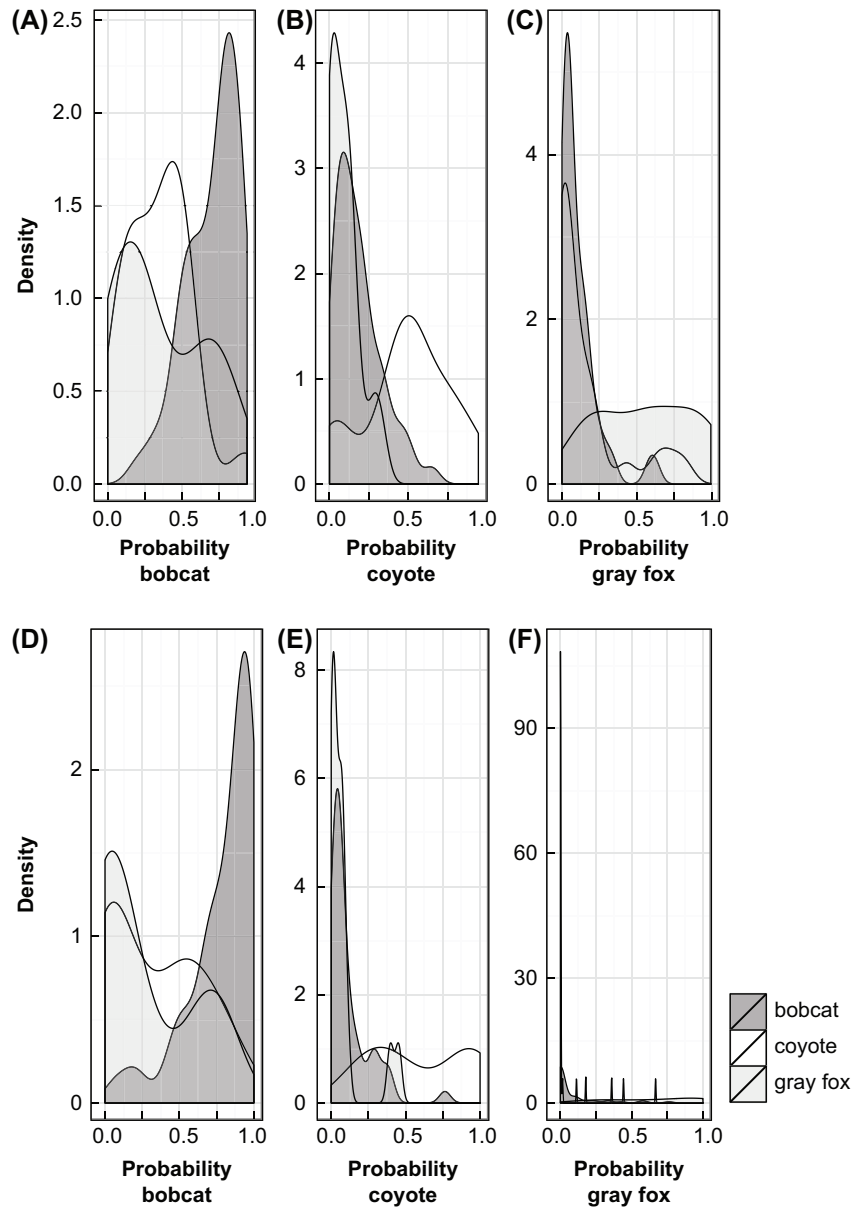 (A)
(B)
(C)
2.5
2.0
1.5
1.0
0.5
0.0
4
3
2
1
0
4
2
0
Density
0.0 0.5 1.0
0.0 0.5 1.0
0.0 0.5 1.0
Probability
bobcat
Probability
coyote
Probability
gray fox
(D)
(E)
(F)
2
1
0
8
6
4
2
0
90
60
30
0
Density
0.0 0.5 1.0
0.0 0.5 1.0
0.0 0.5 1.0
Probability
bobcat
Probability
coyote
Probability
gray fox
bobcat
coyote
gray fox